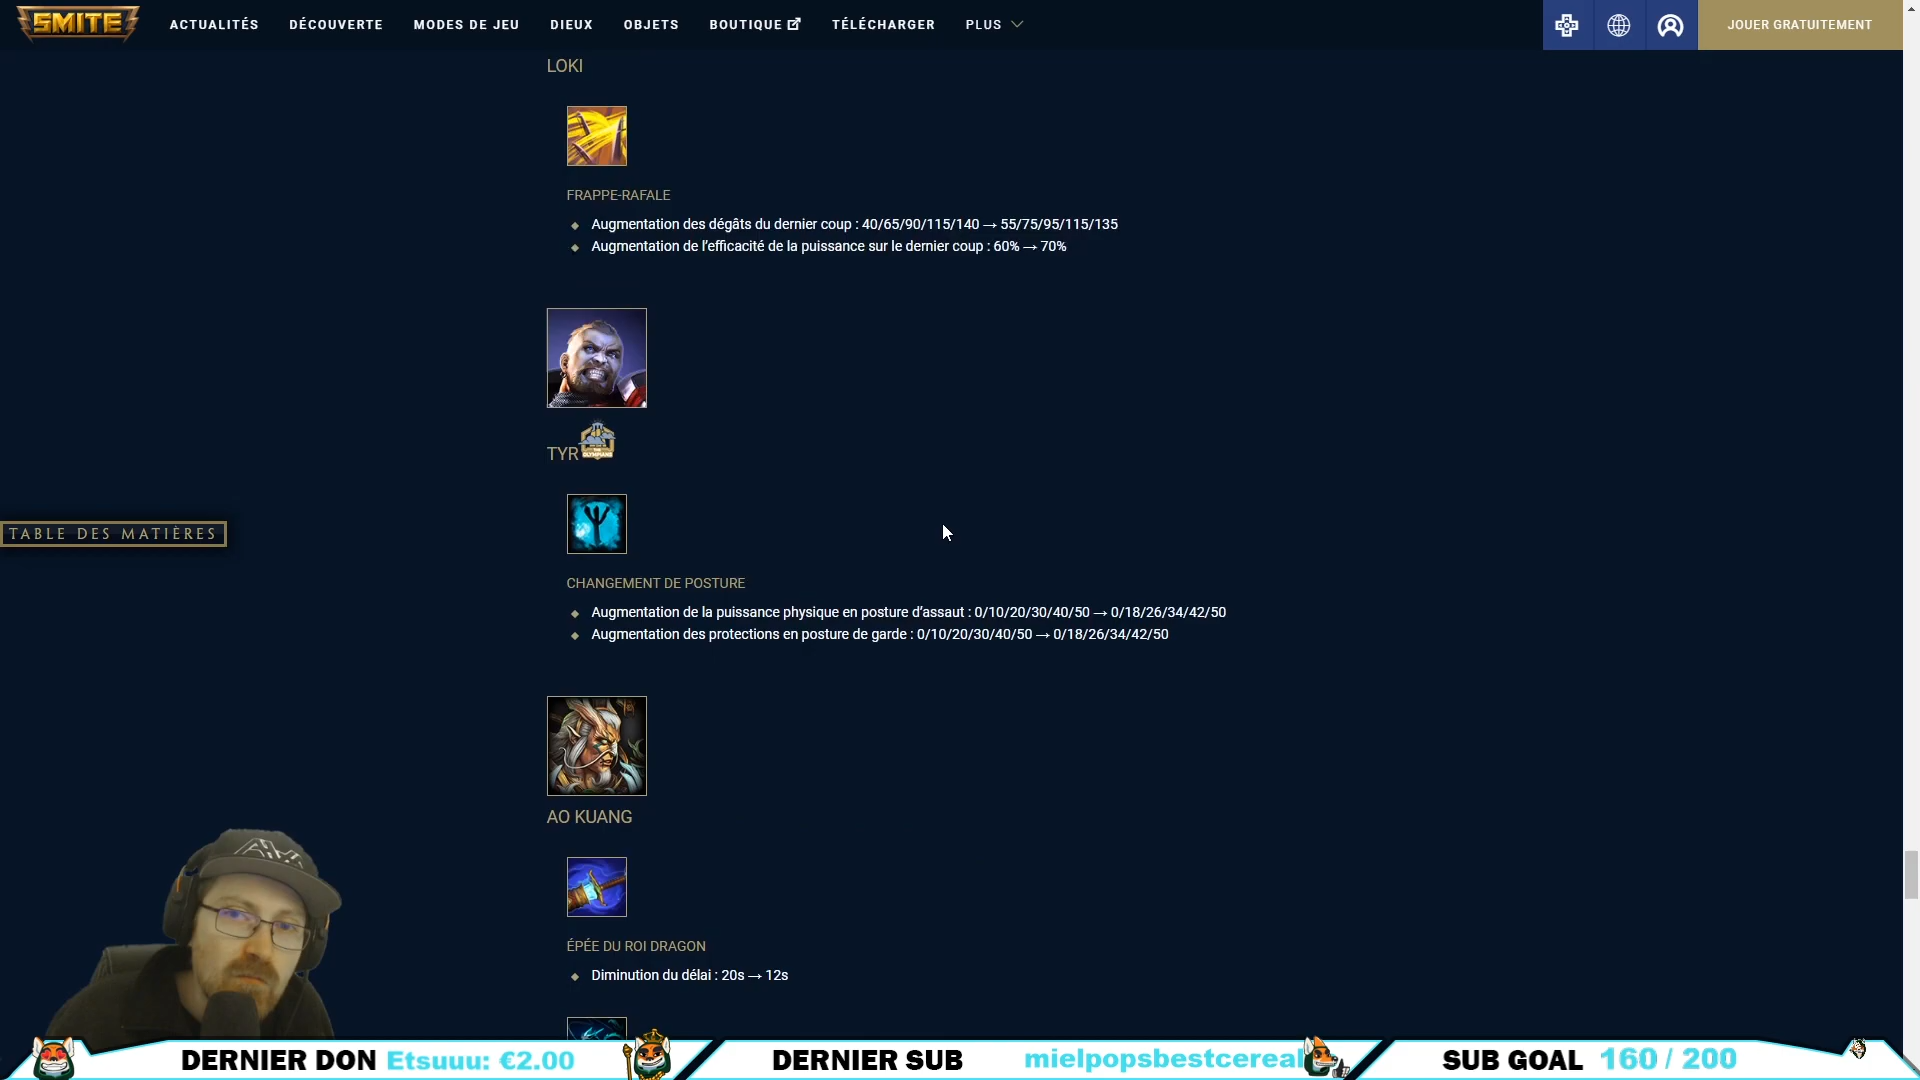 SMITE
ACTUALITÉS DÉCOUVERTE MODES DE JEU DIEUX OBJETS BOUTIQUE TÉLÉCHARGER PLUS
JOUER GRATUITEMENT
LOKI
FRAPPE-RAFALE
Augmentation des dégâts du dernier coup : 40/65/90/115/140 → 55/75/95/115/135
Augmentation de l’efficacité de la puissance sur le dernier coup : 60% → 70%
TYR
OLYMPIANS
TABLE DES MATIÈRES
CHANGEMENT DE POSTURE
Augmentation de la puissance physique en posture d’assaut : 0/10/20/30/40/50 → 0/18/26/34/42/50
Augmentation des protections en posture de garde : 0/10/20/30/40/50 → 0/18/26/34/42/50
AO KUANG
ÉPÉE DU ROI DRAGON
Diminution du délai : 20s → 12s
DERNIER DON Etsuuu: €2.00
DERNIER SUB mielpopsbestcereal
SUB GOAL 160 / 200